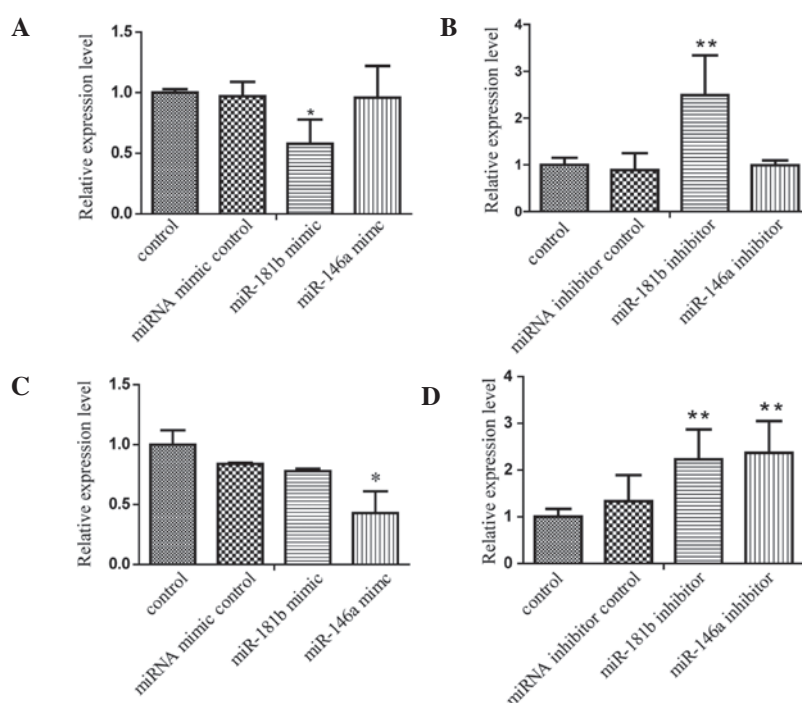 A
Relative expression level
1.5
1.0
0.5
0.0
*
control
miRNA mimic control
miR-181b mimic
miR-146a mimc
B
Relative expression level
4
3
2
1
0
**
control
miRNA inhibitor control
miR-181b inhibitor
miR-146a inhibitor
C
Relative expression level
1.5
1.0
0.5
0.0
*
control
miRNA mimic control
miR-181b mimic
miR-146a mimc
D
Relative expression level
4
3
2
1
0
**
**
control
miRNA inhibitor control
miR-181b inhibitor
miR-146a inhibitor